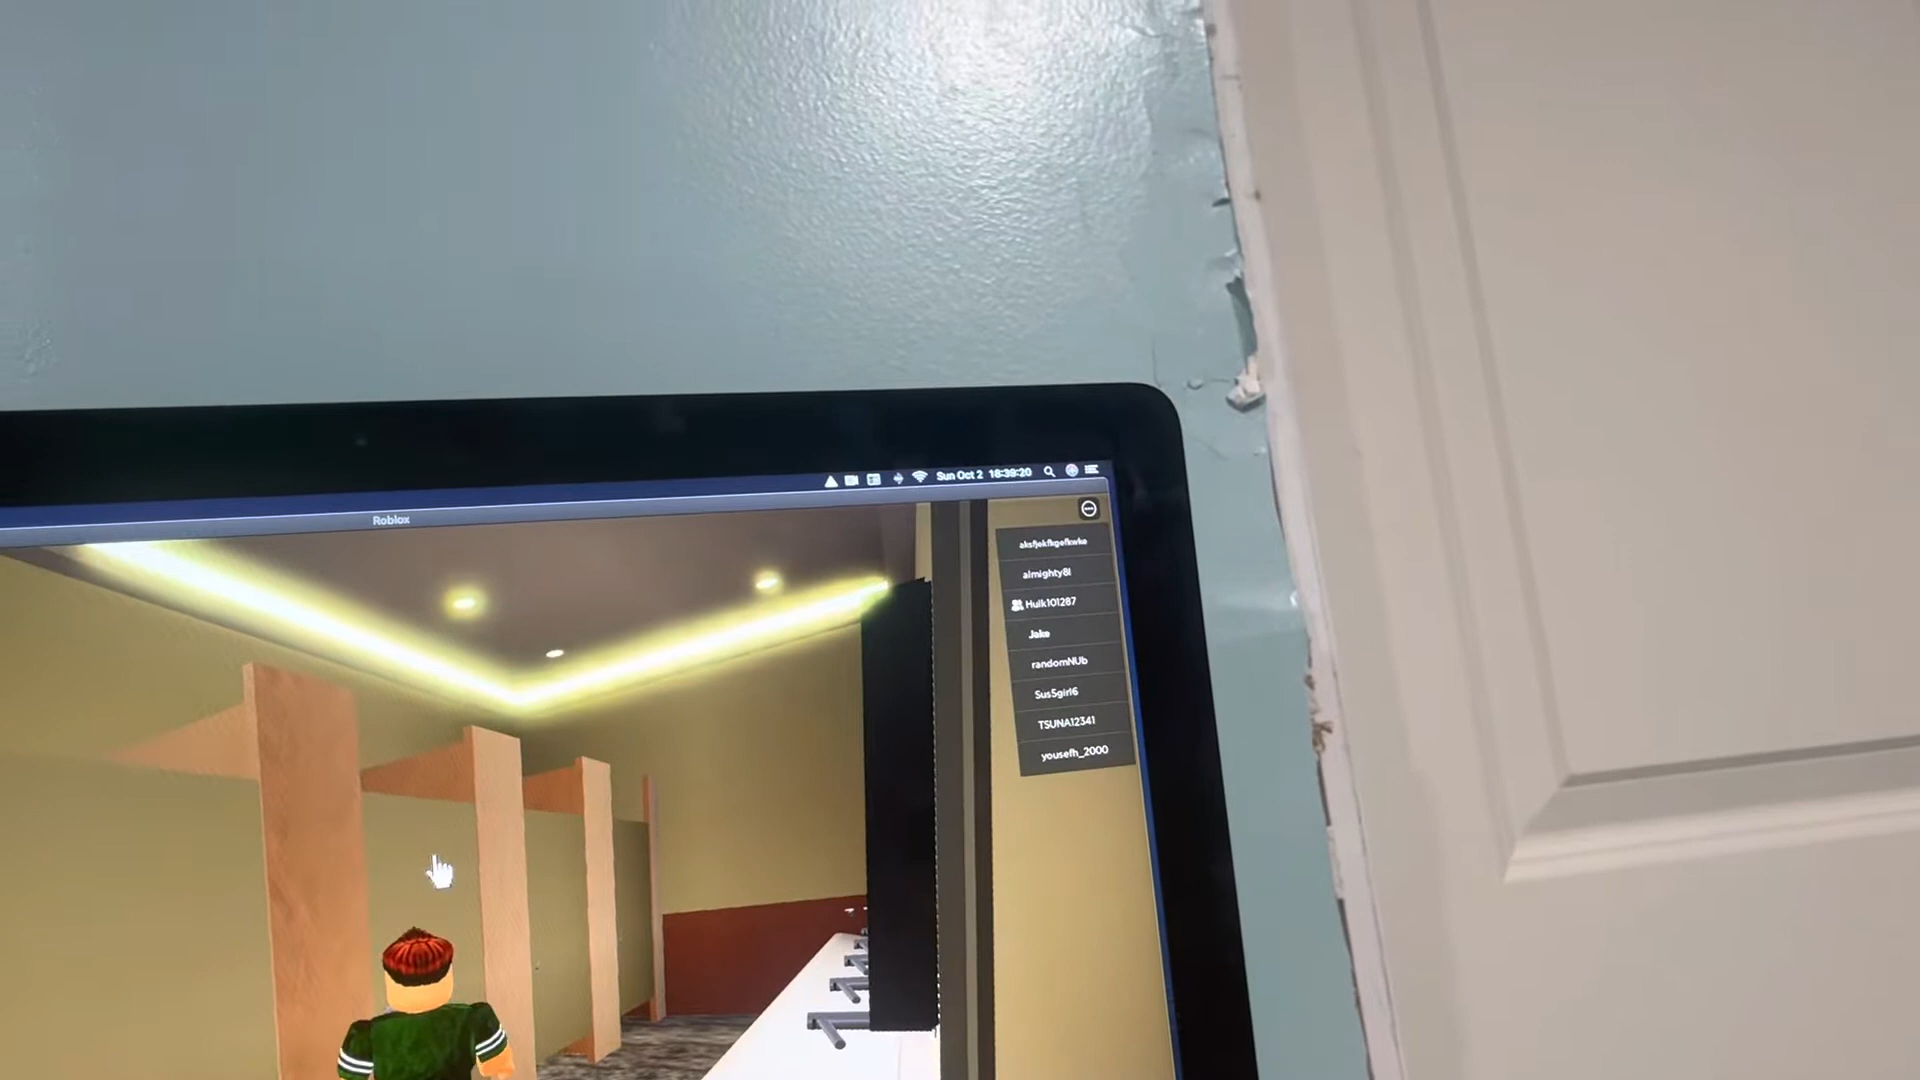 Sun Oct 2 18:39:20
Roblox
almighty8l
Hulk101287
Jake
randomNUb
Sus5girl6
TSUNA12341
yousefh_2000